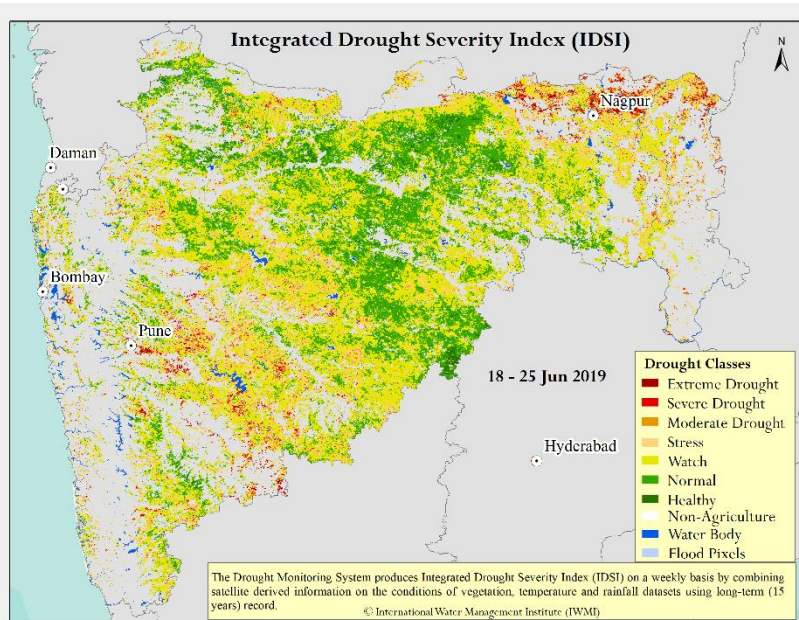 Integrated Drought Severity Index (IDSI)
N
Nagpur
Daman
Bombay
Pune
18 - 25 Jun 2019
Hyderabad
Drought Classes
Extreme Drought
Severe Drought
Moderate Drought
Stress
Watch
Normal
Healthy
Non-Agriculture
Water Body
Flood Pixels
The Drought Monitoring System produces Integrated Drought Severity Index (IDSI) on a weekly basis by combining
satellite derived information on the conditions of vegetation, temperature and rainfall datasets using long-term (15
years) record.
© International Water Management Institute (IWMI)